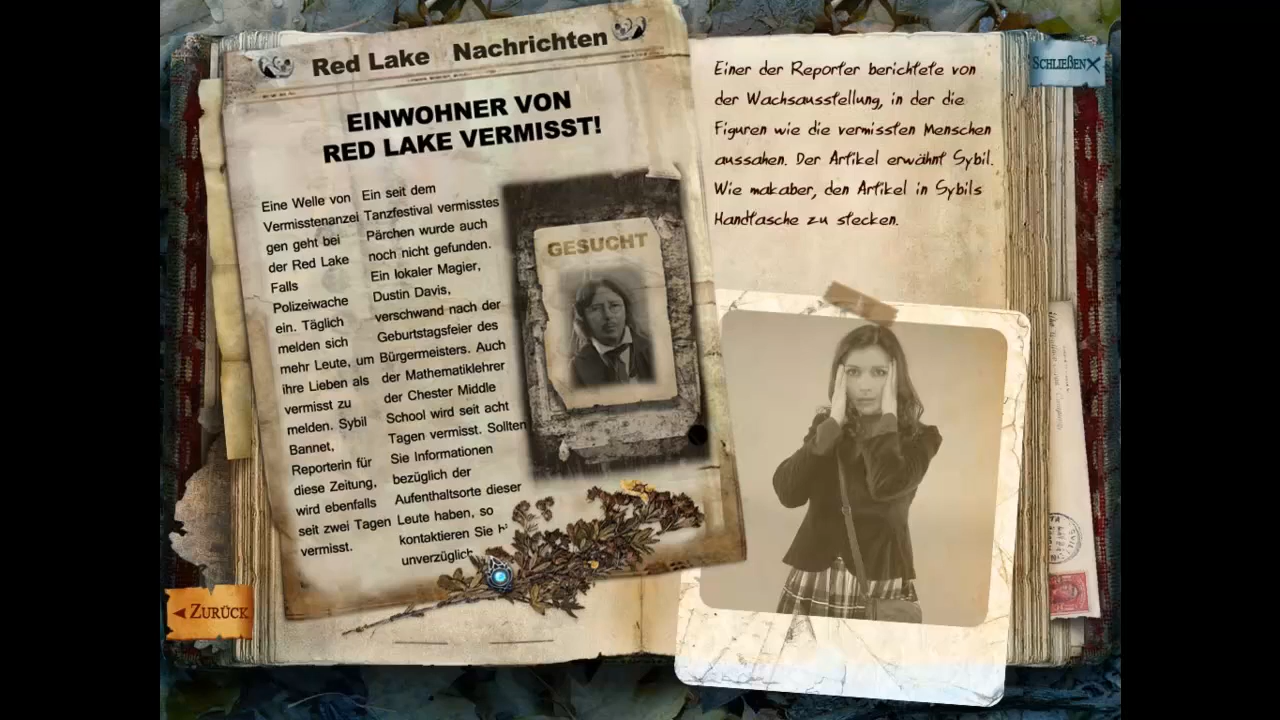 Red Lake Nachrichten
EINWOHNER VON
RED LAKE VERMISST!
Eine Welle von
Vermisstenanzei
gen geht bei
der Red Lake
Falls
Polizeiwache
ein. Täglich
melden sich
mehr Leute, um
ihre Lieben als
vermisst zu
melden. Sybil
Bannet,
Reporterin für
diese Zeitung,
wird ebenfalls
seit zwei Tagen
vermisst.
Ein seit dem
Tanzfestival vermisstes
Pärchen wurde auch
noch nicht gefunden.
Ein lokaler Magier,
Dustin Davis,
verschwand nach der
Geburtstagsfeier des
Bürgermeisters. Auch
der Mathematiklehrer
der Chester Middle
School wird seit acht
Tagen vermisst. Sollten
Sie Informationen
bezüglich der
Aufenthaltsorte dieser
Leute haben, so
kontaktieren Sie
unverzüglich
GESUCHT
Einer der Reporter berichtete von
der Wachsausstellung, in der die
Figuren wie die vermissten Menschen
aussahen. Der Artikel erwähnt Sybil.
Wie makaber, den Artikel in Sybils
Handtasche zu stecken.
SCHLIEßEN
ZURÜCK